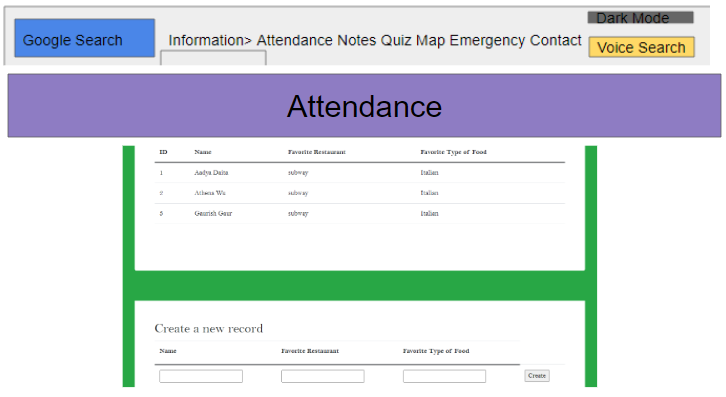 Dark Mode
Google Search Information> Attendance Notes Quiz Map Emergency Contact Voice Search
Attendance
ID Name Favorite Restaurant Favorite Type of Food
1 Aadya Daita subway Italian
2 Athena Wu subway Italian
3 Gaurish Gaur subway Italian
Create a new record
Name Favorite Restaurant Favorite Type of Food
Create